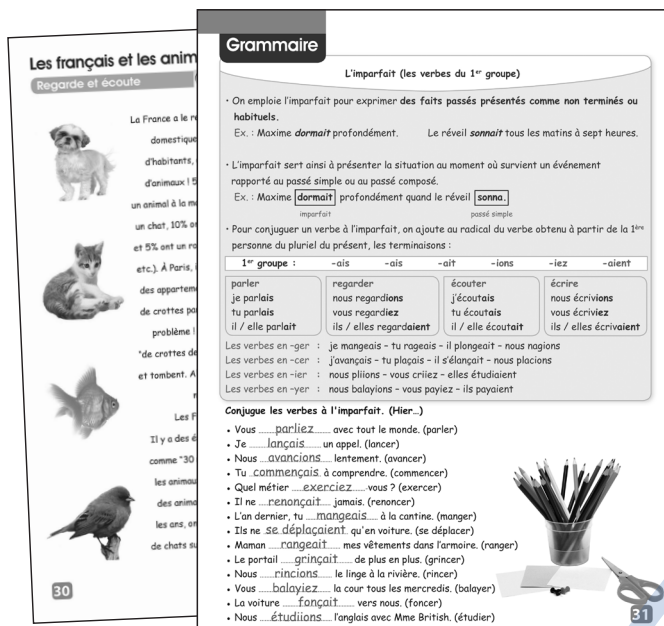 Les français et les anim
Regarde et écoute
La France a le re
domestique
d'habitants,
d'animaux ! 5
un animal à la m
un chat, 10% o
et 5% ont un r
etc.). À Paris, i
des appartem
de crottes pa
problème !
"de crottes de
et tombent. A
Les F
Il y a des é
comme "30
les animau
des anima
les ans, on
de chats su
30
Grammaire
L'imparfait (les verbes du 1er groupe)
• On emploie l'imparfait pour exprimer des faits passés présentés comme non terminés ou
habituels.
Ex. : Maxime dormait profondément. Le réveil sonnait tous les matins à sept heures.
• L'imparfait sert ainsi à présenter la situation au moment où survient un événement
rapporté au passé simple ou au passé composé.
Ex. : Maxime dormait profondément quand le réveil sonna.
imparfait passé simple
• Pour conjuguer un verbe à l'imparfait, on ajoute au radical du verbe obtenu à partir de la 1ère
personne du pluriel du présent, les terminaisons :
1er groupe : -ais -ais -ait -ions -iez -aient
parler regarder écouter écrire
je parlais nous regardions j'écoutais nous écrivions
tu parlais vous regardiez tu écoutais vous écriviez
il / elle parlait ils / elles regardaient il / elle écoutait ils / elles écrivaient
Les verbes en -ger : je mangeais - tu rageais - il plongeait - nous nagions
Les verbes en -cer : j'avançais - tu plaçais - il s'élançait - nous placions
Les verbes en -ier : nous pliions - vous criiez - elles étudiaient
Les verbes en -yer : nous balayions - vous payiez - ils payaient
Conjugue les verbes à l'imparfait. (Hier...)
• Vous parliez avec tout le monde. (parler)
• Je lançais un appel. (lancer)
• Nous avancions lentement. (avancer)
• Tu commençais à comprendre. (commencer)
• Quel métier exerciez -vous ? (exercer)
• Il ne renonçait jamais. (renoncer)
• L'an dernier, tu mangeais à la cantine. (manger)
• Ils ne se déplaçaient qu'en voiture. (se déplacer)
• Maman rangeait mes vêtements dans l'armoire. (ranger)
• Le portail grinçait de plus en plus. (grincer)
• Nous rincions le linge à la rivière. (rincer)
• Vous balayiez la cour tous les mercredis. (balayer)
• La voiture fonçait vers nous. (foncer)
• Nous étudiions l'anglais avec Mme British. (étudier)
31